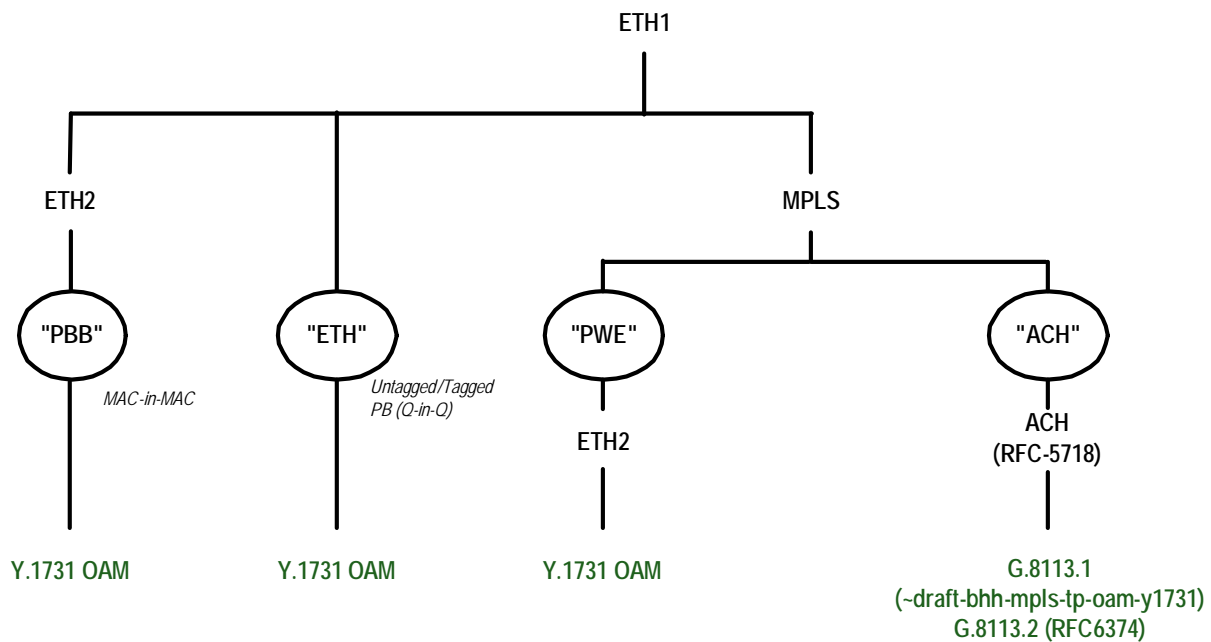 ETH1
ETH2
MPLS
"PBB"
"ETH"
"PWE"
"ACH"
MAC-in-MAC
Untagged/Tagged
PB (Q-in-Q)
ETH2
ACH
(RFC-5718)
Y.1731 OAM
Y.1731 OAM
Y.1731 OAM
G.8113.1
(~draft-bhh-mpls-tp-oam-y1731)
G.8113.2 (RFC6374)